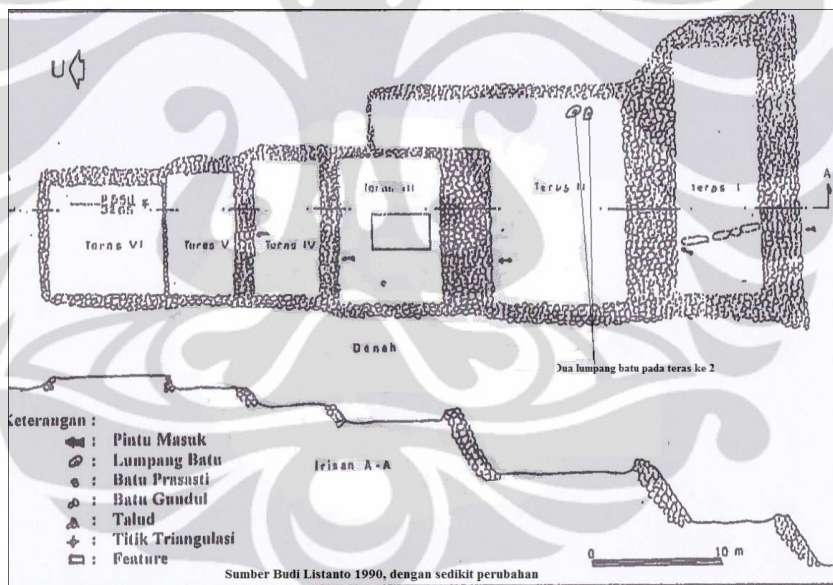 U
Teras VI
Teras V
Teras IV
Teras III
Teras II
teras I
A
Denah
Dua lumpang batu pada teras ke 2
Keterangan :
: Pintu Masuk
: Lumpang Batu
: Batu Prasasti
: Batu Gundul
: Talud
: Titik Triangulasi
: Feature
Irisan A-A
0 10 m
Sumber Budi Listanto 1990, dengan sedikit perubahan